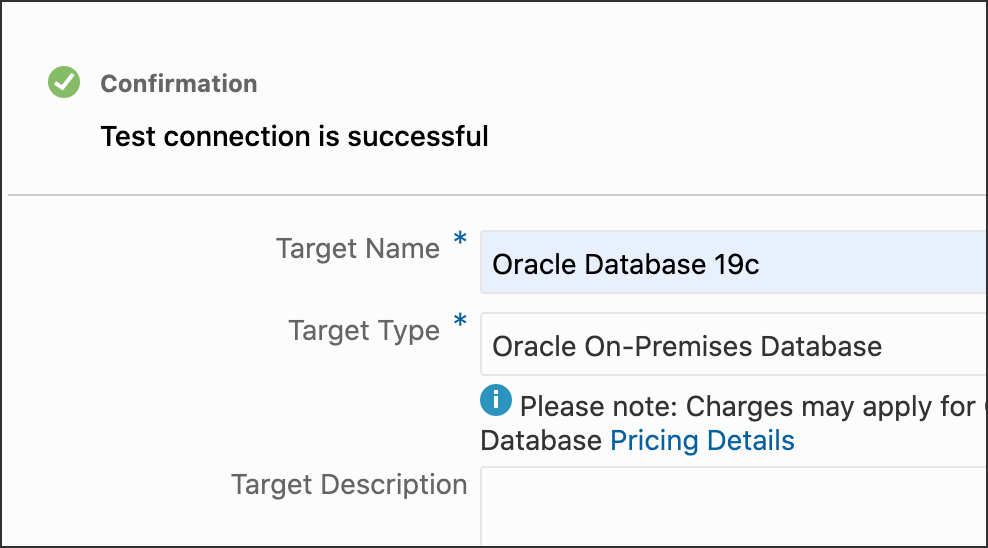 Confirmation
Test connection is successful
Target Name *
Oracle Database 19c
Target Type *
Oracle On-Premises Database
Please note: Charges may apply for
Database Pricing Details
Target Description